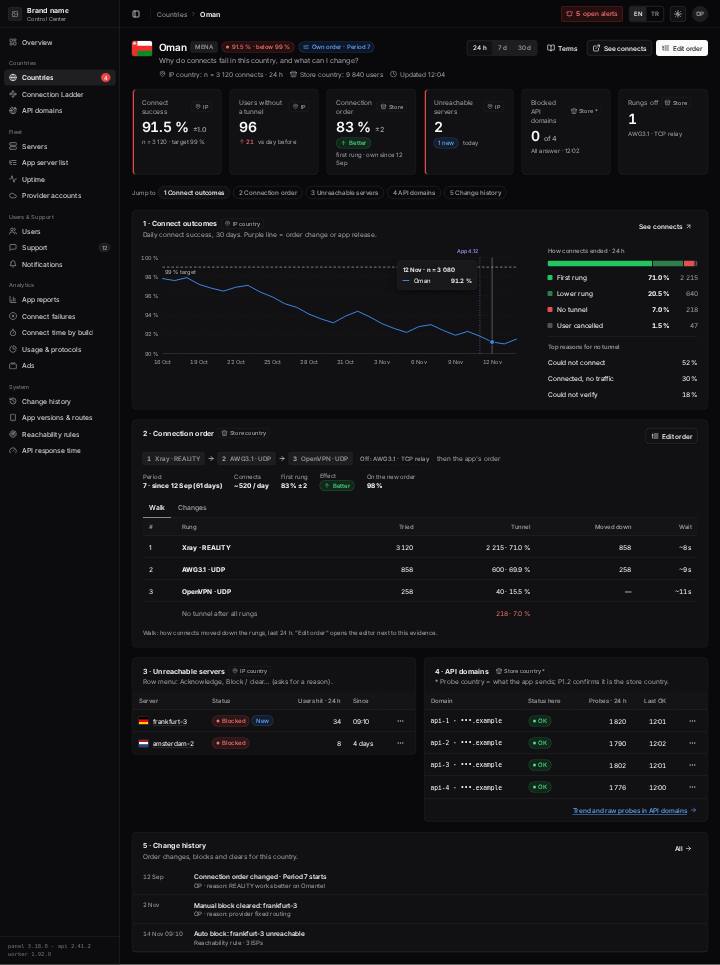 Brand name
Control Center
Countries › Oman
5 open alerts
EN TR
OP
Overview
Countries
Countries 4
Connection Ladder
API domains
Fleet
Servers
App server list
Uptime
Provider accounts
Users & Support
Users
Support 12
Notifications
Analytics
App reports
Connect failures
Connect time by build
Usage & protocols
Ads
System
Change history
App versions & routes
Reachability rules
API response time
panel 3.18.0 · api 2.41.2
worker 1.92.0
Oman MENA 91.5 % · below 99 % Own order · Period 7
24 h 7 d 30 d Terms See connects Edit order
Why do connects fail in this country, and what can I change?
IP country: n = 3 120 connects · 24 h Store country: 9 840 users Updated 12:04
Connect success IP
91.5 % ±1.0
n = 3 120 · target 99 %
Users without a tunnel IP
96
↑ 21 vs day before
Connection order Store
83 % ±2
↑ Better
first rung · own since 12 Sep
Unreachable servers IP
2
1 new today
Blocked API domains Store *
0 of 4
All answer · 12:02
Rungs off Store
1
AWG3.1 · TCP relay
Jump to 1 Connect outcomes 2 Connection order 3 Unreachable servers 4 API domains 5 Change history
1 · Connect outcomes IP country
See connects ↗
Daily connect success, 30 days. Purple line = order change or app release.
App 4.12
100 %
98 %
96 %
94 %
92 %
90 %
99 % target
12 Nov · n = 3 080
Oman 91.2 %
16 Oct 19 Oct 22 Oct 25 Oct 28 Oct 31 Oct 3 Nov 6 Nov 9 Nov 12 Nov
How connects ended · 24 h
First rung 71.0 % 2 215
Lower rung 20.5 % 640
No tunnel 7.0 % 218
User cancelled 1.5 % 47
Top reasons for no tunnel
Could not connect 52 %
Connected, no traffic 30 %
Could not verify 18 %
2 · Connection order Store country
Edit order
1 Xray · REALITY → 2 AWG3.1 · UDP → 3 OpenVPN · UDP Off: AWG3.1 · TCP relay then the app's order
Period
7 · since 12 Sep (61 days)
Connects
~520 / day
First rung
83 % ±2
Effect
↑ Better
On the new order
98 %
Walk Changes
# Rung Tried Tunnel Moved down Wait
1 Xray · REALITY 3 120 2 215 · 71.0 % 858 ~8 s
2 AWG3.1 · UDP 858 600 · 69.9 % 258 ~9 s
3 OpenVPN · UDP 258 40 · 15.5 % — ~11 s
No tunnel after all rungs 218 · 7.0 %
Walk: how connects moved down the rungs, last 24 h. "Edit order" opens the editor next to this evidence.
3 · Unreachable servers IP country
Row menu: Acknowledge, Block / clear... (asks for a reason).
Server Status Users hit · 24 h Since
frankfurt-3 Blocked New 34 09:10 ···
amsterdam-2 Blocked 8 4 days ···
4 · API domains Store country *
* Probe country = what the app sends; P1.2 confirms it is the store country.
Domain Status here Probes · 24 h Last OK
api-1 · •••.example OK 1 820 12:01 ···
api-2 · •••.example OK 1 790 12:02 ···
api-3 · •••.example OK 1 802 12:01 ···
api-4 · •••.example OK 1 776 12:00 ···
Trend and raw probes in API domains →
5 · Change history
All →
Order changes, blocks and clears for this country.
12 Sep Connection order changed · Period 7 starts
OP · reason: REALITY works better on Omantel
2 Nov Manual block cleared: frankfurt-3
OP · reason: provider fixed routing
14 Nov 09:10 Auto block: frankfurt-3 unreachable
Reachability rule · 3 ISPs